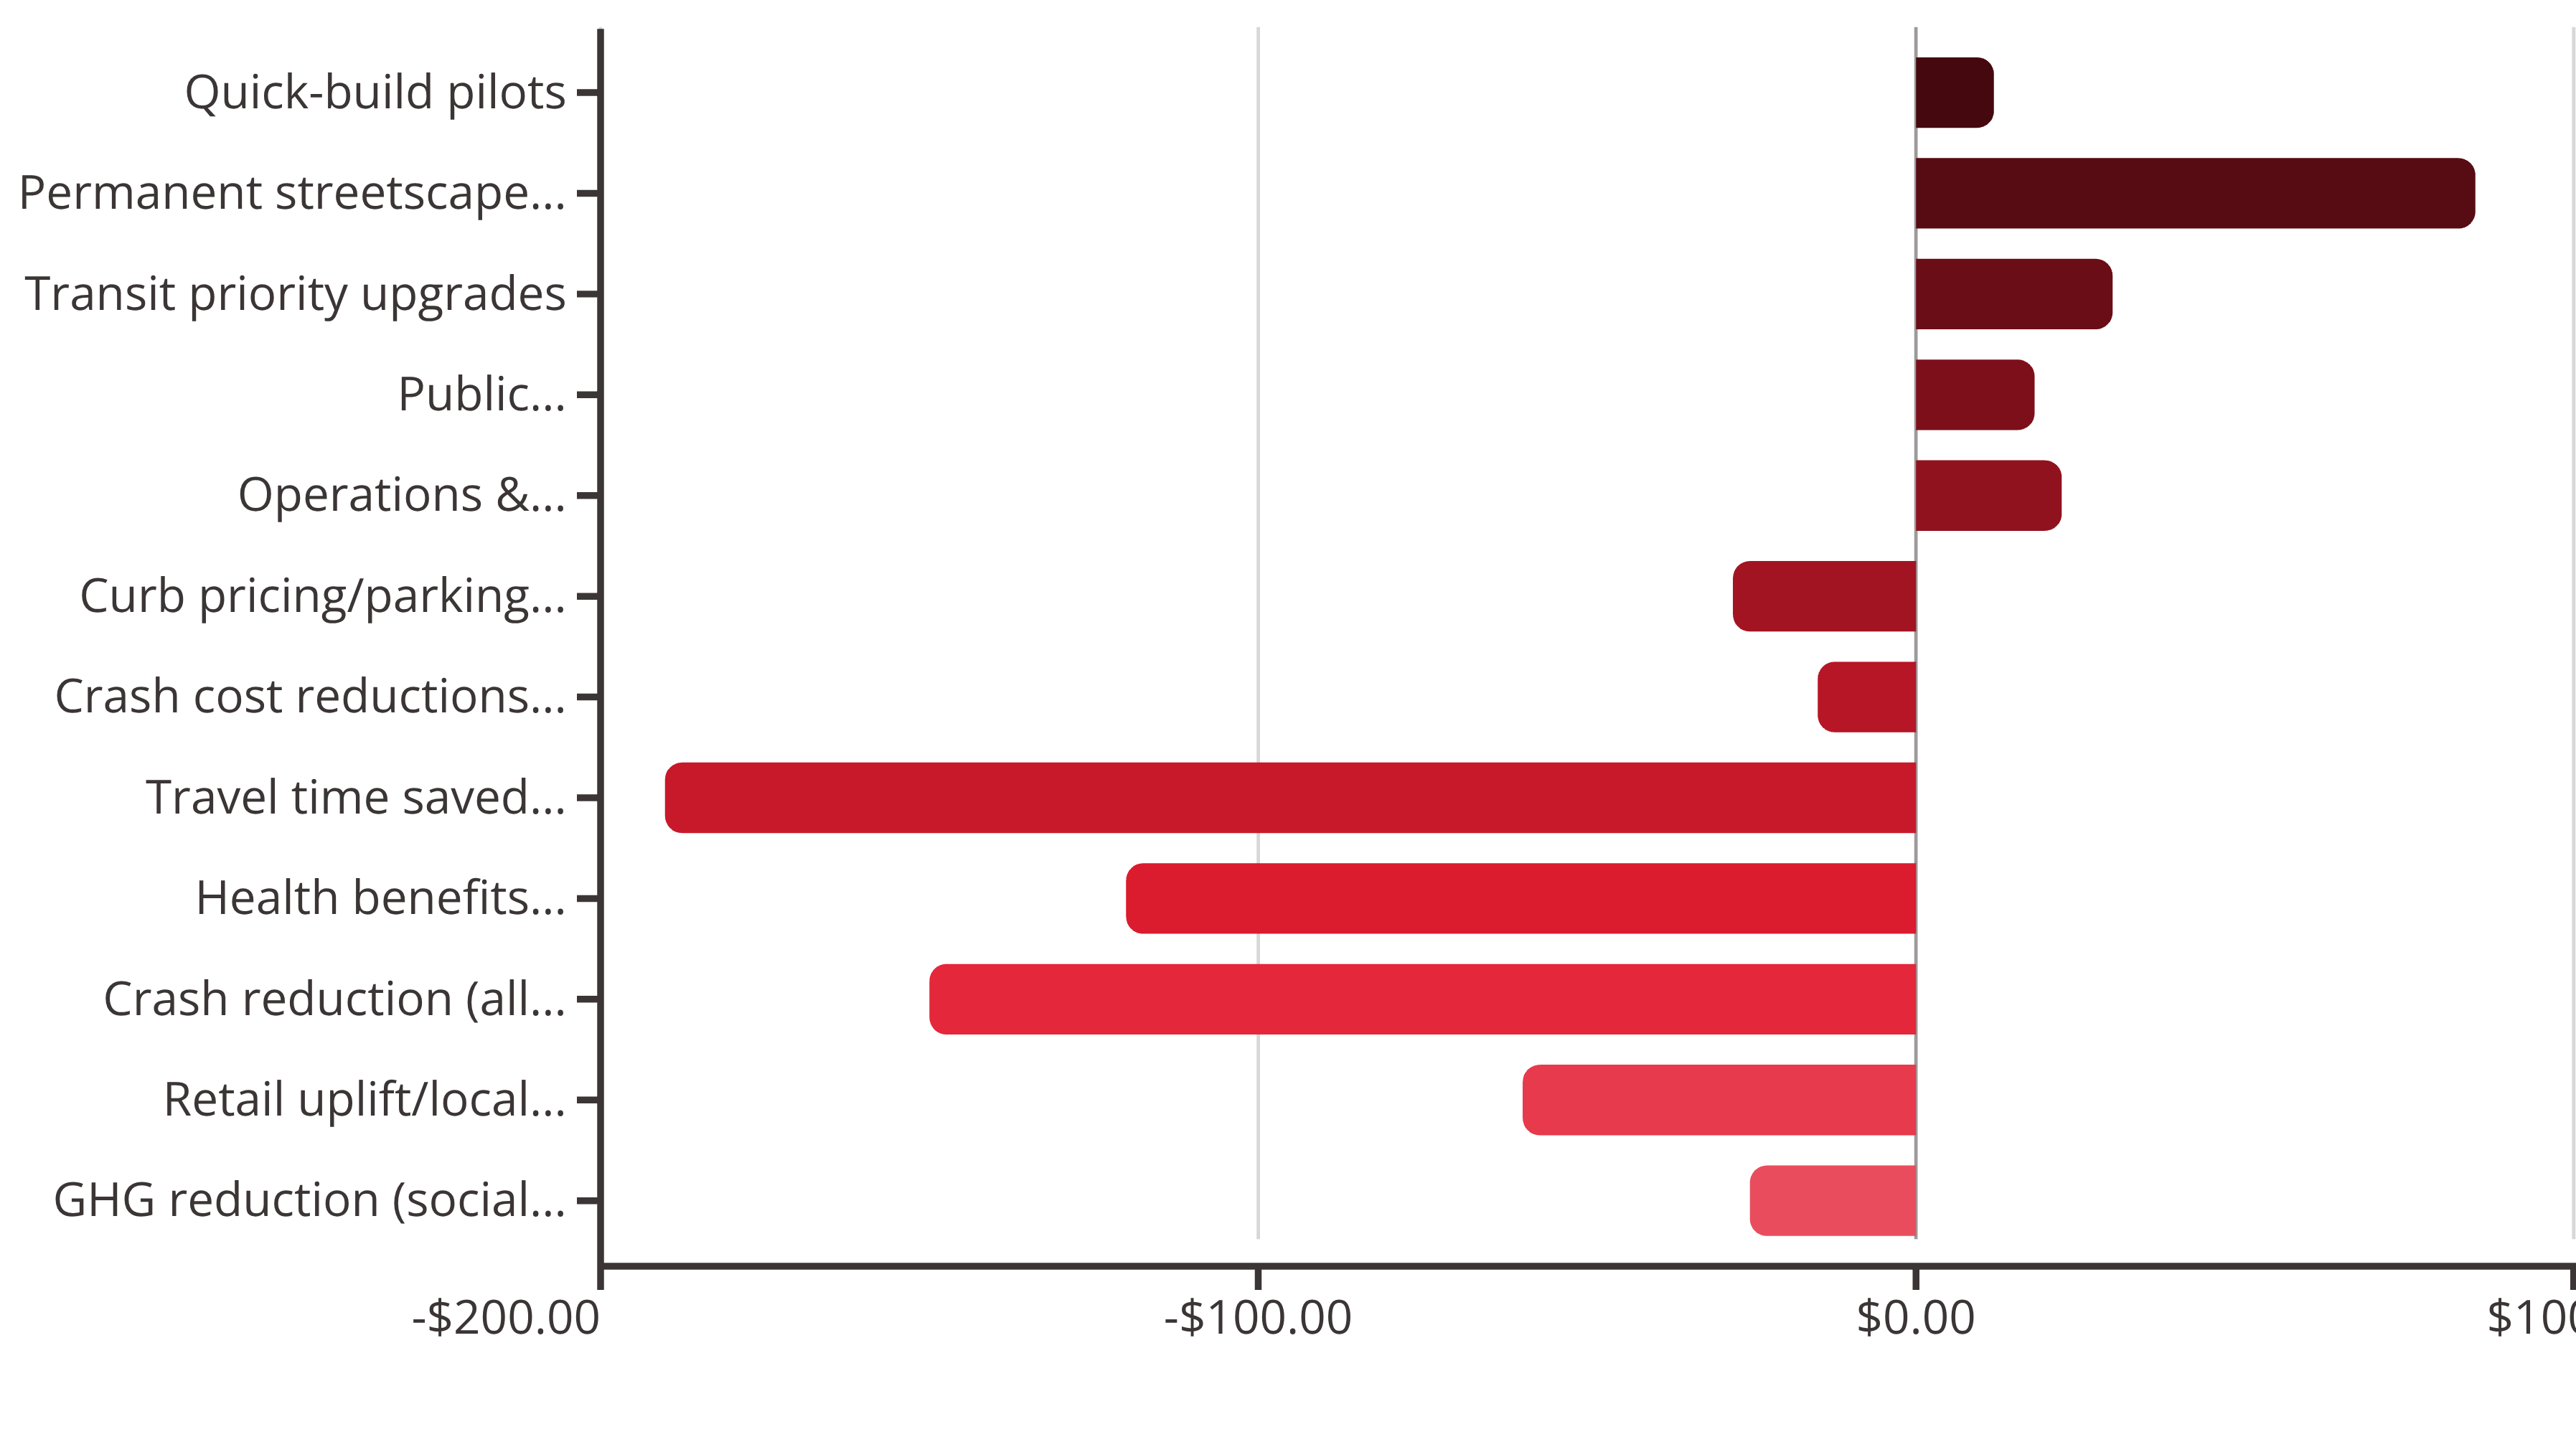 Quick-build pilots
Permanent streetscape...
Transit priority upgrades
Public...
Operations &...
Curb pricing/parking...
Crash cost reductions...
Travel time saved...
Health benefits...
Crash reduction (all...
Retail uplift/local...
GHG reduction (social...
-$200.00 -$100.00 $0.00 $100